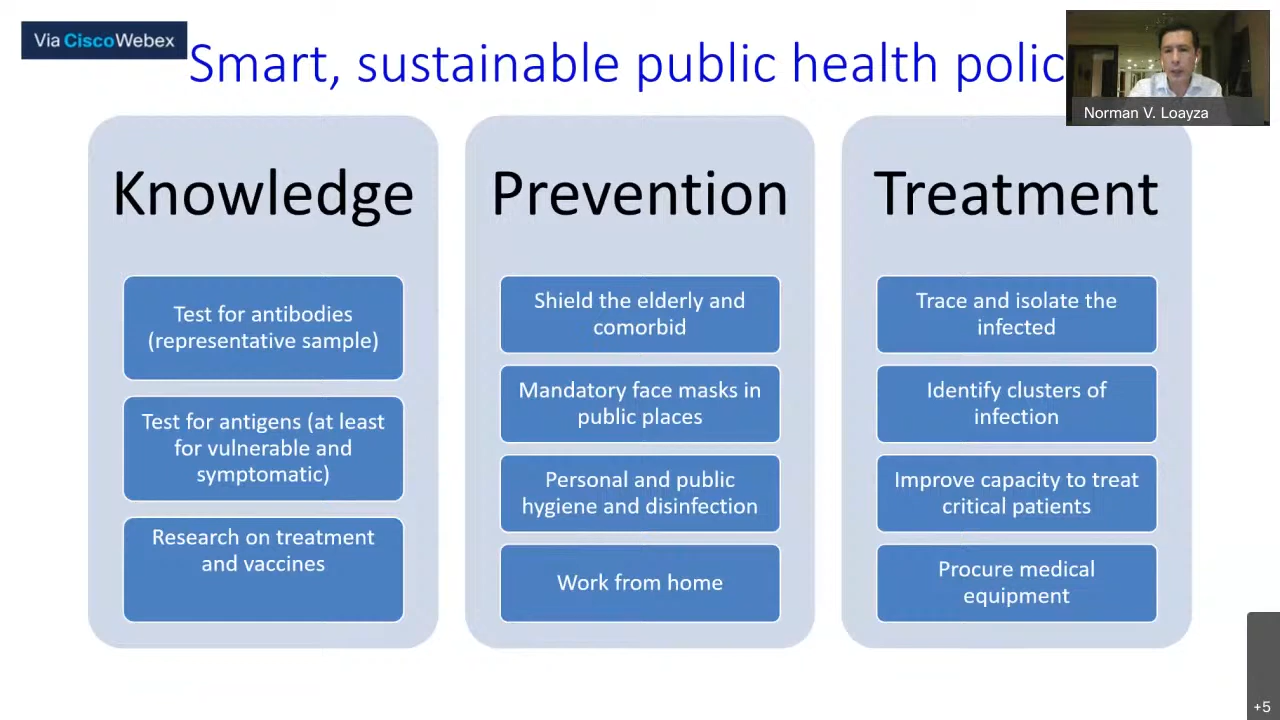 Via CiscoWebex
Smart, sustainable public health polic
Norman V. Loayza
Knowledge
Test for antibodies
(representative sample)
Test for antigens (at least
for vulnerable and
symptomatic)
Research on treatment
and vaccines
Prevention
Shield the elderly and
comorbid
Mandatory face masks in
public places
Personal and public
hygiene and disinfection
Work from home
Treatment
Trace and isolate the
infected
Identify clusters of
infection
Improve capacity to treat
critical patients
Procure medical
equipment
+5